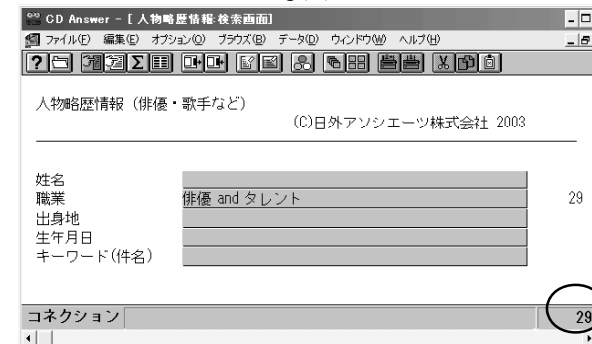 CD Answer - [人物略歴情報:検索画面]
ファイル(F) 編集(E) オプション(O) ブラウズ(B) データ(D) ウィンドウ(W) ヘルプ(H)
人物略歴情報（俳優・歌手など）
(C)日外アソシエーツ株式会社 2003
姓名
職業 俳優 and タレント 29
出身地
生年月日
キーワード(件名)
コネクション 29